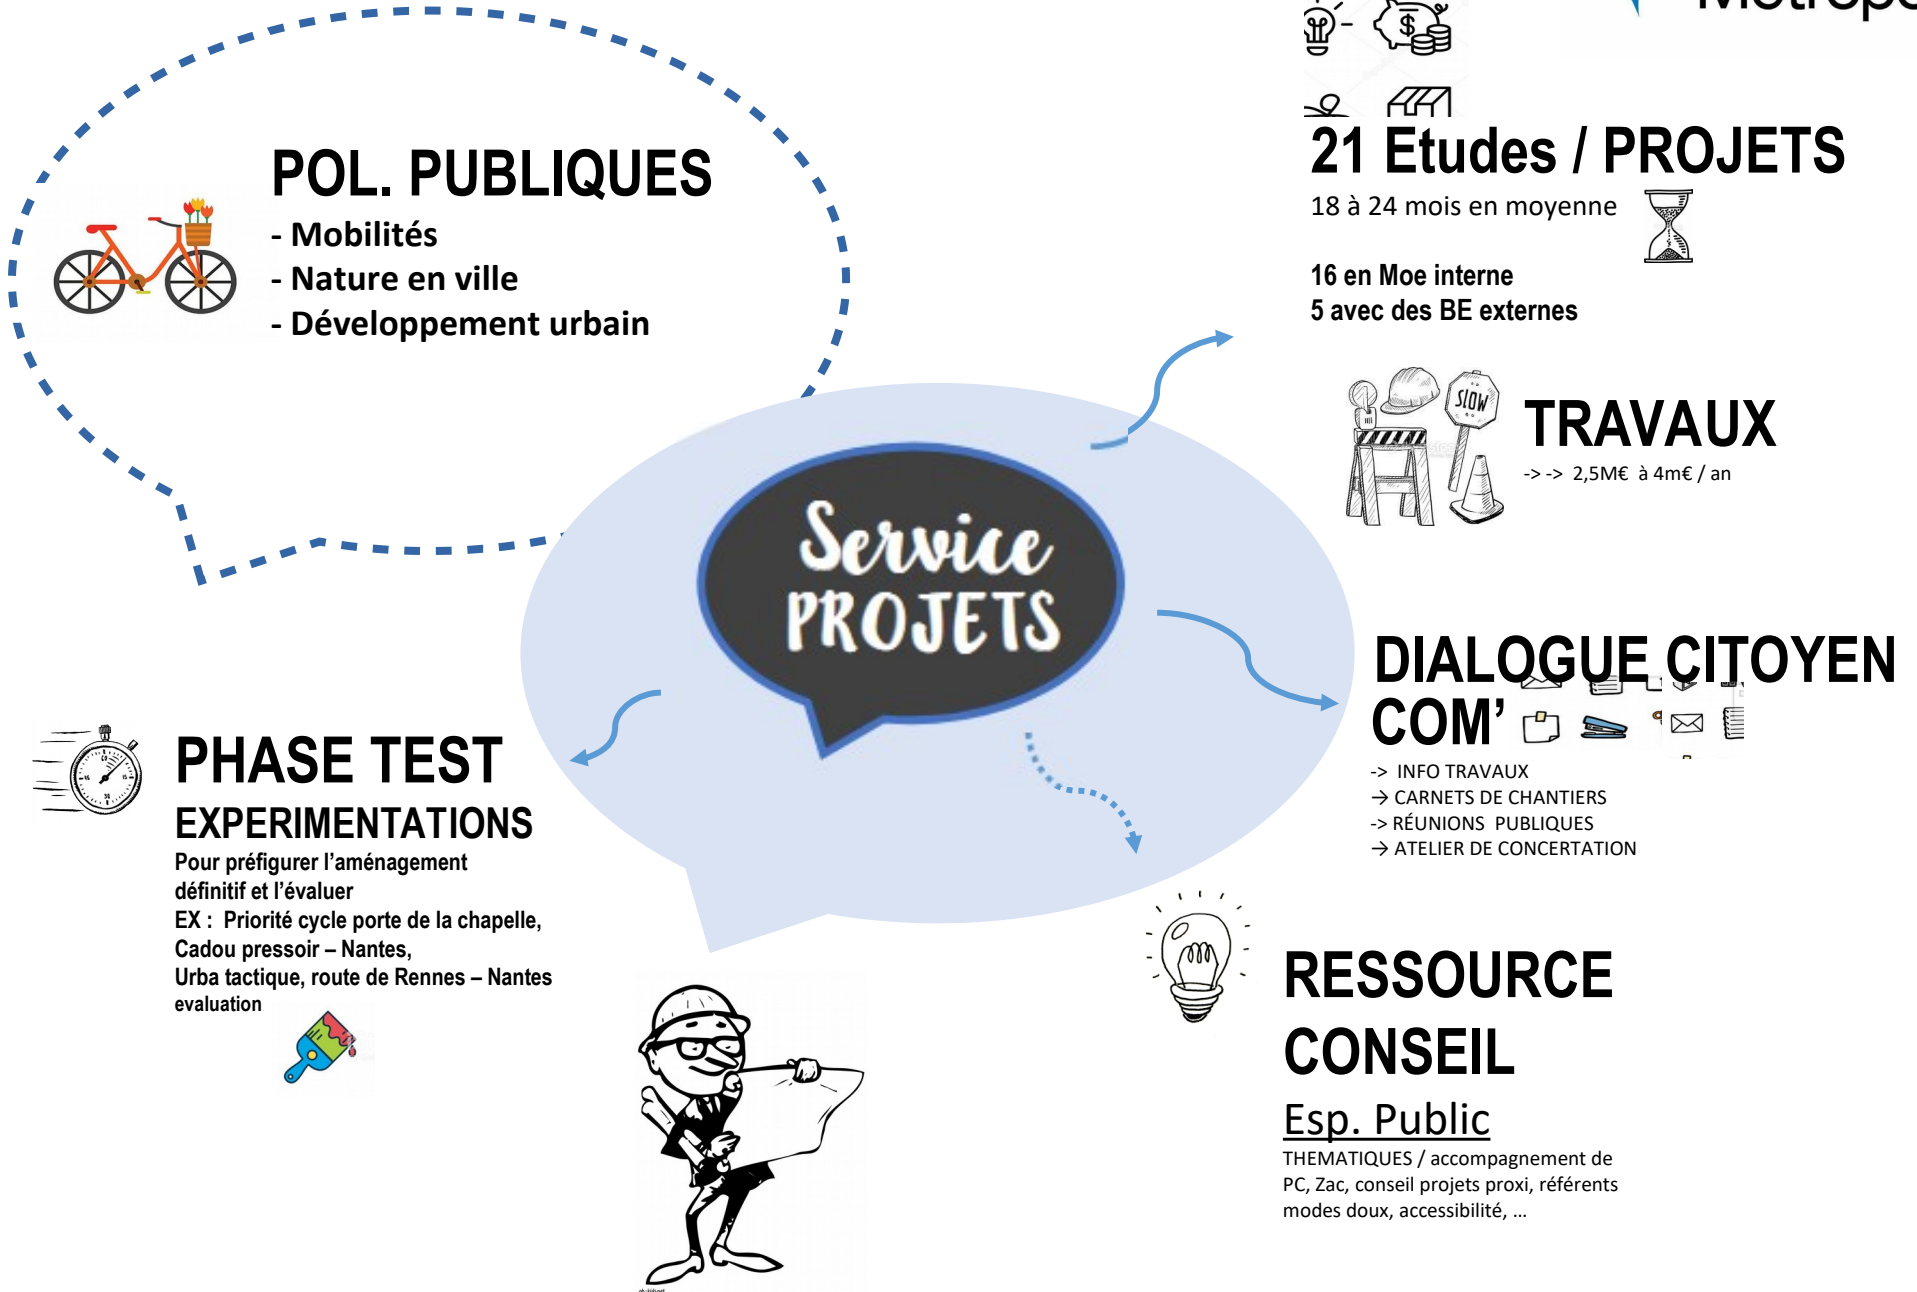 POL. PUBLIQUES
- Mobilités
- Nature en ville
- Développement urbain
21 Etudes / PROJETS
18 à 24 mois en moyenne
16 en Moe interne
5 avec des BE externes
SLOW
TRAVAUX
-> -> 2,5M€ à 4m€ / an
Service
PROJETS
DIALOGUE CITOYEN
COM'
-> INFO TRAVAUX
→ CARNETS DE CHANTIERS
-> RÉUNIONS PUBLIQUES
→ ATELIER DE CONCERTATION
PHASE TEST
EXPERIMENTATIONS
Pour préfigurer l'aménagement
définitif et l'évaluer
EX : Priorité cycle porte de la chapelle,
Cadou pressoir – Nantes,
Urba tactique, route de Rennes – Nantes
evaluation
RESSOURCE
CONSEIL
Esp. Public
THEMATIQUES / accompagnement de
PC, Zac, conseil projets proxi, référents
modes doux, accessibilité, ...